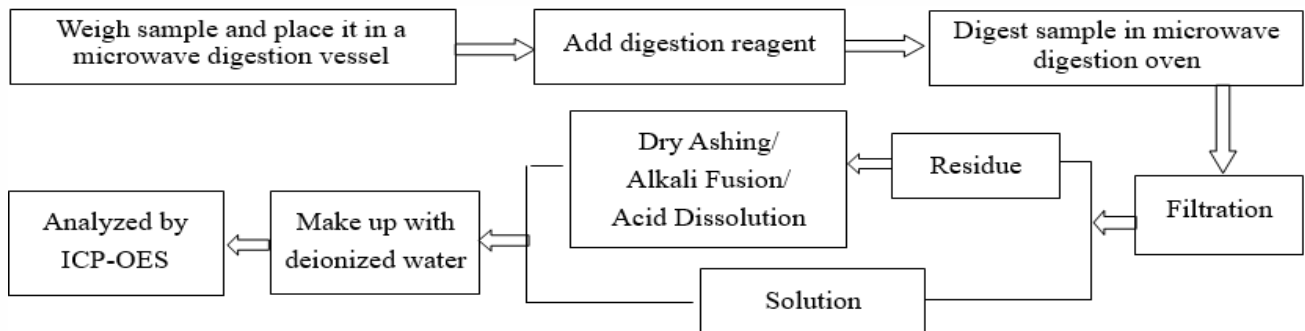 Weigh sample and place it in a
microwave digestion vessel
Add digestion reagent
Digest sample in microwave
digestion oven
Filtration
Residue
Dry Ashing/
Alkali Fusion/
Acid Dissolution
Solution
Make up with
deionized water
Analyzed by
ICP-OES